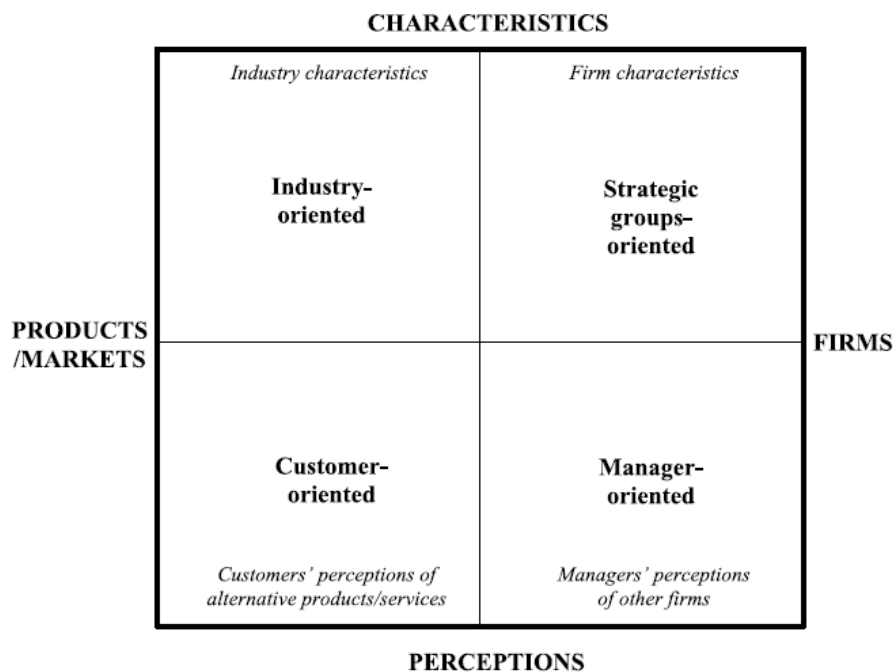 CHARACTERISTICS
Industry characteristics
Firm characteristics
Industry-
oriented
Strategic
groups-
oriented
PRODUCTS
/MARKETS
FIRMS
Customer-
oriented
Manager-
oriented
Customers’ perceptions of
alternative products/services
Managers’ perceptions
of other firms
PERCEPTIONS